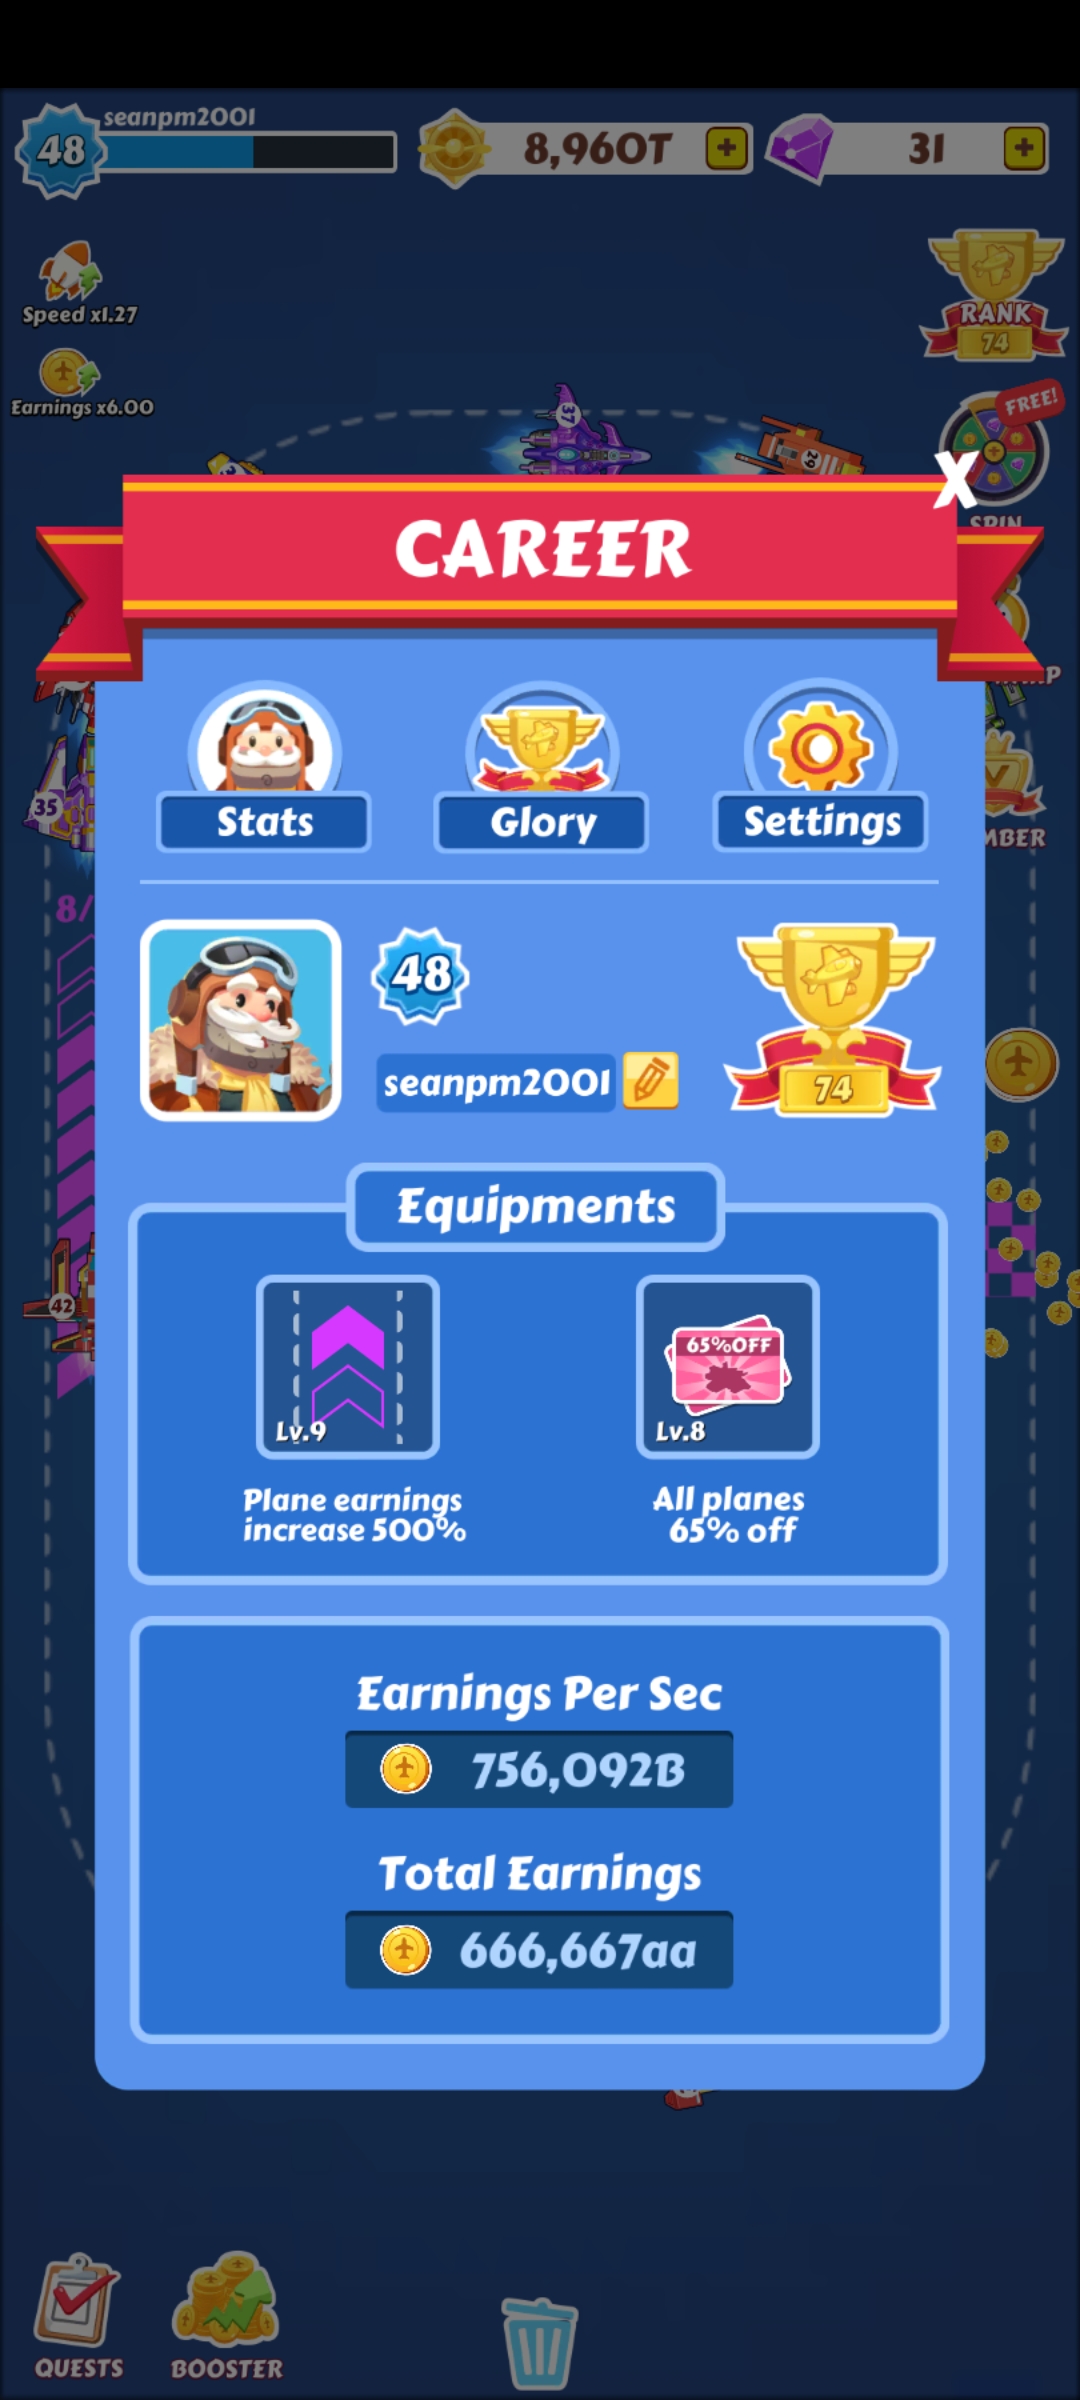 seanpm2001
48
8,960T
31
Speed x1.27
Earnings x6.00
RANK
74
FREE!
37
29
SPIN
X
CAREER
Stats
Glory
Settings
35
8/
48
seanpm2001
74
Equipments
42
65%OFF
Lv.9
Lv.8
Plane earnings
increase 500%
All planes
65% off
Earnings Per Sec
756,092B
Total Earnings
666,667aa
QUESTS
BOOSTER